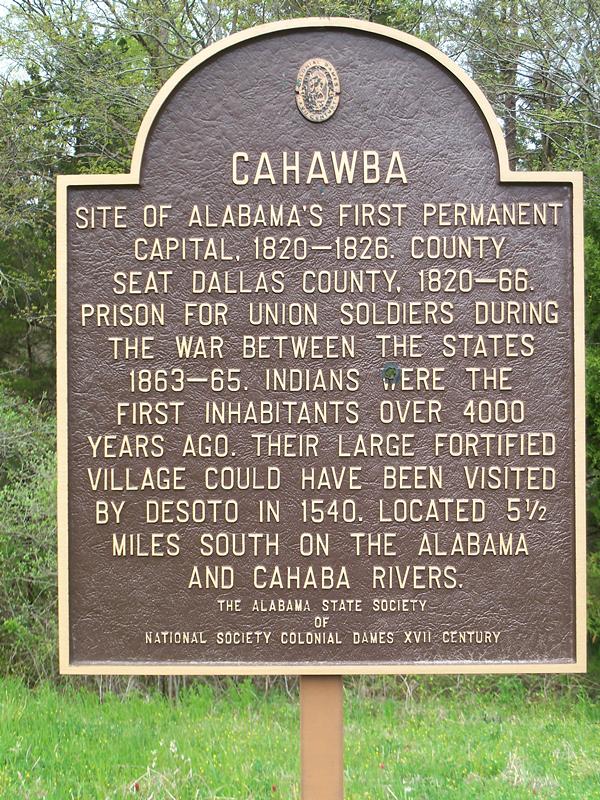 CAHAWBA
SITE OF ALABAMA'S FIRST PERMANENT
CAPITAL, 1820–1826. COUNTY
SEAT DALLAS COUNTY, 1820–66.
PRISON FOR UNION SOLDIERS DURING
THE WAR BETWEEN THE STATES
1863–65. INDIANS WERE THE
FIRST INHABITANTS OVER 4000
YEARS AGO. THEIR LARGE FORTIFIED
VILLAGE COULD HAVE BEEN VISITED
BY DESOTO IN 1540. LOCATED 5½
MILES SOUTH ON THE ALABAMA
AND CAHABA RIVERS.
THE ALABAMA STATE SOCIETY
OF
NATIONAL SOCIETY COLONIAL DAMES XVII CENTURY